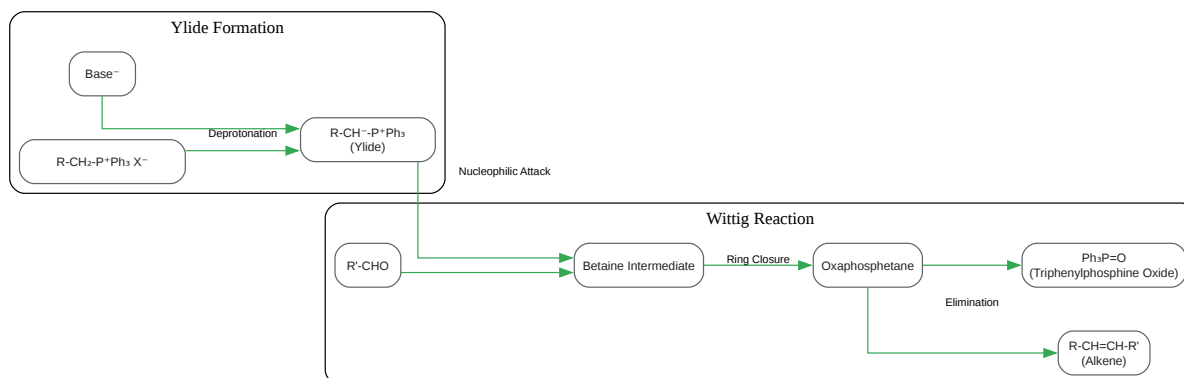 Ylide Formation
Base⁻
Deprotonation
R-CH₂-P⁺Ph₃ X⁻
R-CH⁻-P⁺Ph₃
(Ylide)
Nucleophilic Attack
Wittig Reaction
R'-CHO
Betaine Intermediate
Ring Closure
Oxaphosphetane
Ph₃P=O
(Triphenylphosphine Oxide)
Elimination
R-CH=CH-R'
(Alkene)